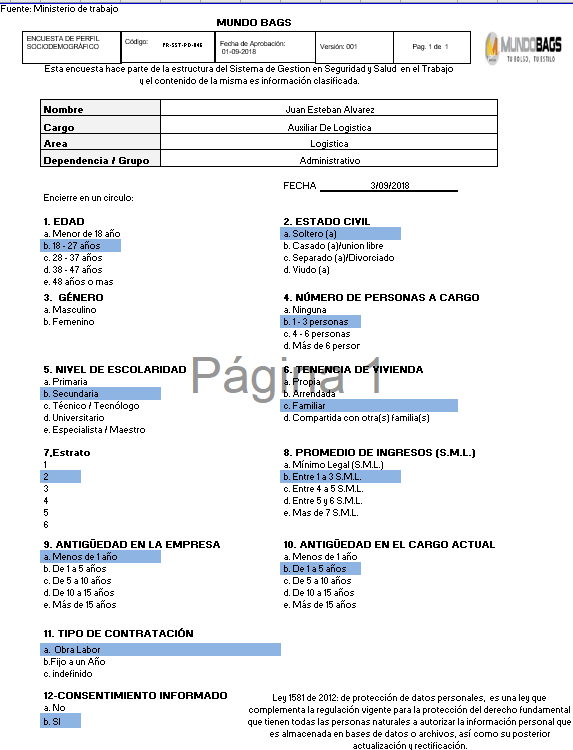 Fuente: Ministerio de trabajo
MUNDO BAGS
ENCUESTA DE PERFIL SOCIODEMOGRÁFICO
Código: PR-SST-PD-046
Fecha de Aprobación: 01-09-2018
Versión: 001
Pag. 1 de 1
MUNDOBAGS
TU BOLSO, TU ESTILO
Esta encuesta hace parte de la estructura del Sistema de Gestion en Seguridad y Salud en el Trabajo
y el contenido de la misma es información clasificada.
Nombre Juan Esteban Alvarez
Cargo Auxiliar De Logistica
Area Logistica
Dependencia / Grupo Administrativo
FECHA 3/09/2018
Encierre en un circulo:
1. EDAD
a. Menor de 18 año
b. 18 - 27 años
c. 28 - 37 años
d. 38 - 47 años
e. 48 años o mas
2. ESTADO CIVIL
a. Soltero (a)
b. Casado (a)/union libre
c. Separado (a)/Divorciado
d. Viudo (a)
3. GÉNERO
a. Masculino
b. Femenino
4. NÚMERO DE PERSONAS A CARGO
a. Ninguna
b. 1 - 3 personas
c. 4 - 6 personas
d. Más de 6 person
Página 1
5. NIVEL DE ESCOLARIDAD
a. Primaria
b. Secundaria
c. Técnico / Tecnólogo
d. Universitario
e. Especialista / Maestro
6. TENENCIA DE VIVIENDA
a. Propia
b. Arrendada
c. Familiar
d. Compartida con otra(s) familia(s)
7,Estrato
1
2
3
4
5
6
8. PROMEDIO DE INGRESOS (S.M.L.)
a. Mínimo Legal (S.M.L.)
b. Entre 1 a 3 S.M.L.
c. Entre 4 a 5 S.M.L.
d. Entre 5 y 6 S.M.L.
e. Mas de 7 S.M.L.
9. ANTIGÜEDAD EN LA EMPRESA
a. Menos de 1 año
b. De 1 a 5 años
c. De 5 a 10 años
d. De 10 a 15 años
e. Más de 15 años
10. ANTIGÜEDAD EN EL CARGO ACTUAL
a. Menos de 1 año
b. De 1 a 5 años
c. De 5 a 10 años
d. De 10 a 15 años
e. Más de 15 años
11. TIPO DE CONTRATACIÓN
a. Obra Labor
b.Fijo a un Año
c. indefinido
12-CONSENTIMIENTO INFORMADO
a. No
b. SI
Ley 1581 de 2012: de protección de datos personales, es una ley que
complementa la regulación vigente para la protección del derecho fundamental
que tienen todas las personas naturales a autorizar la información personal que
es almacenada en bases de datos o archivos, así como su posterior
actualización y rectificación.